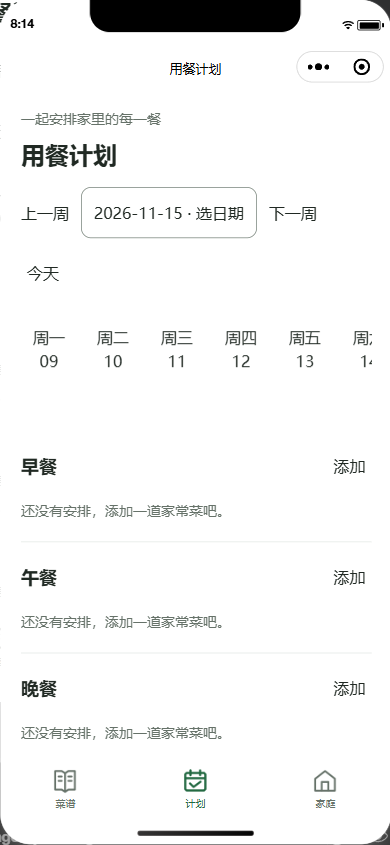 8:14
用餐计划
一起安排家里的每一餐
用餐计划
上一周 2026-11-15 · 选日期 下一周
今天
周一 周二 周三 周四 周五
09 10 11 12 13
早餐 添加
还没有安排，添加一道家常菜吧。
午餐 添加
还没有安排，添加一道家常菜吧。
晚餐 添加
还没有安排，添加一道家常菜吧。
菜谱 计划 家庭